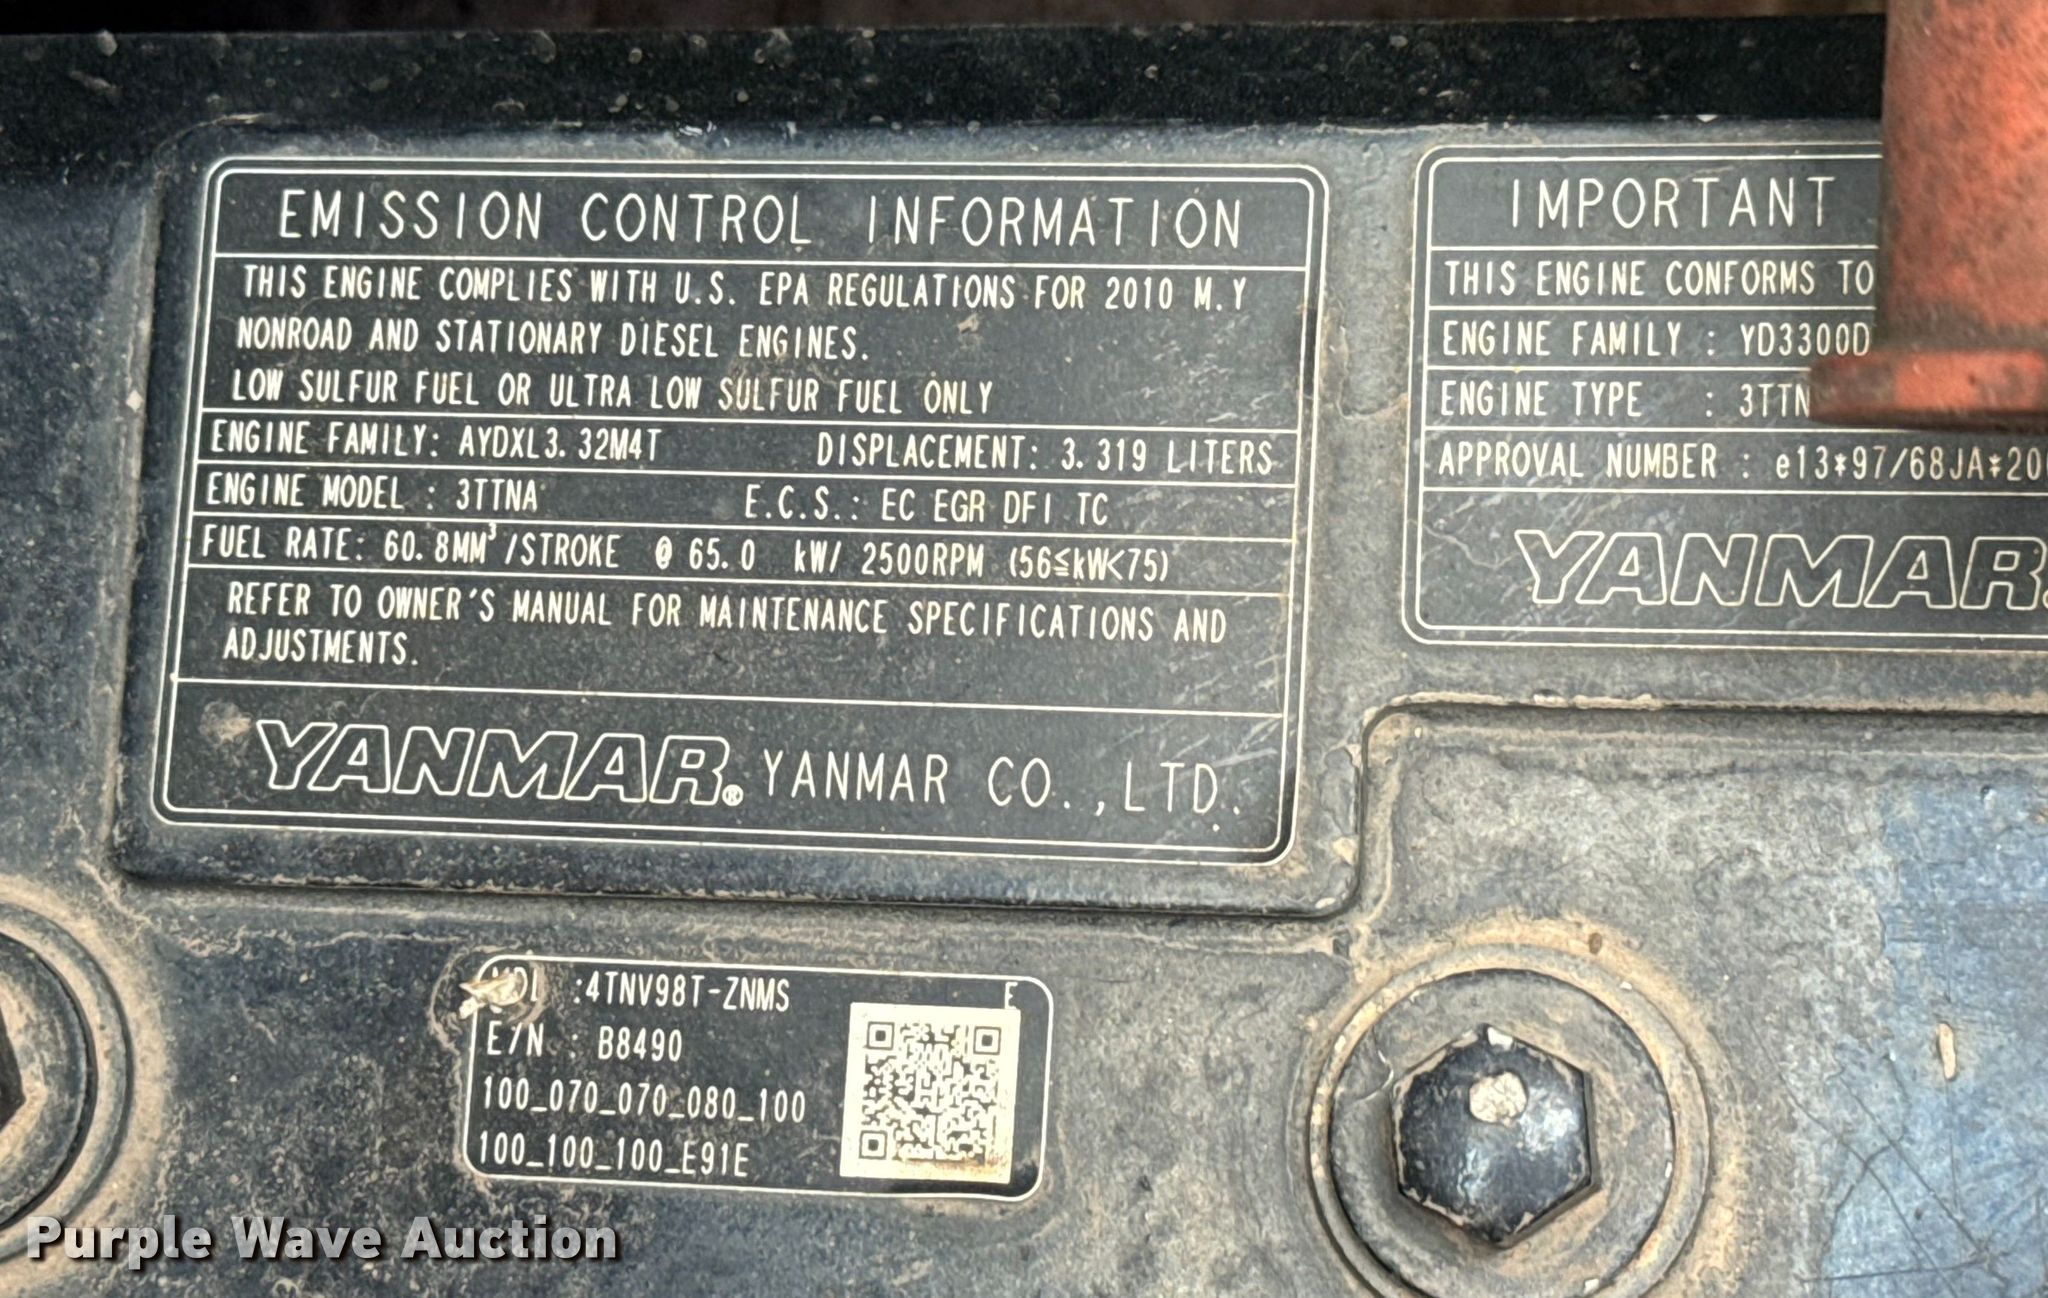 EMISSION CONTROL INFORMATION
THIS ENGINE COMPLIES WITH U.S. EPA REGULATIONS FOR 2010 M.Y
NONROAD AND STATIONARY DIESEL ENGINES.
LOW SULFUR FUEL OR ULTRA LOW SULFUR FUEL ONLY
ENGINE FAMILY: AYDXL3.32M4T DISPLACEMENT: 3.319 LITERS
ENGINE MODEL : 3TTNA E.C.S.: EC EGR DFI TC
FUEL RATE: 60.8MM³/STROKE @ 65.0 kW/ 2500RPM (56≦kW<75)
REFER TO OWNER'S MANUAL FOR MAINTENANCE SPECIFICATIONS AND
ADJUSTMENTS.
YANMAR® YANMAR CO.,LTD.
IMPORTANT
THIS ENGINE CONFORMS TO
ENGINE FAMILY : YD3300D
ENGINE TYPE : 3TTN
APPROVAL NUMBER : e13*97/68JA*20
YANMAR
:4TNV98T-ZNMS E
E/N : B8490
100_070_070_080_100
100_100_100_E91E
Purple Wave Auction